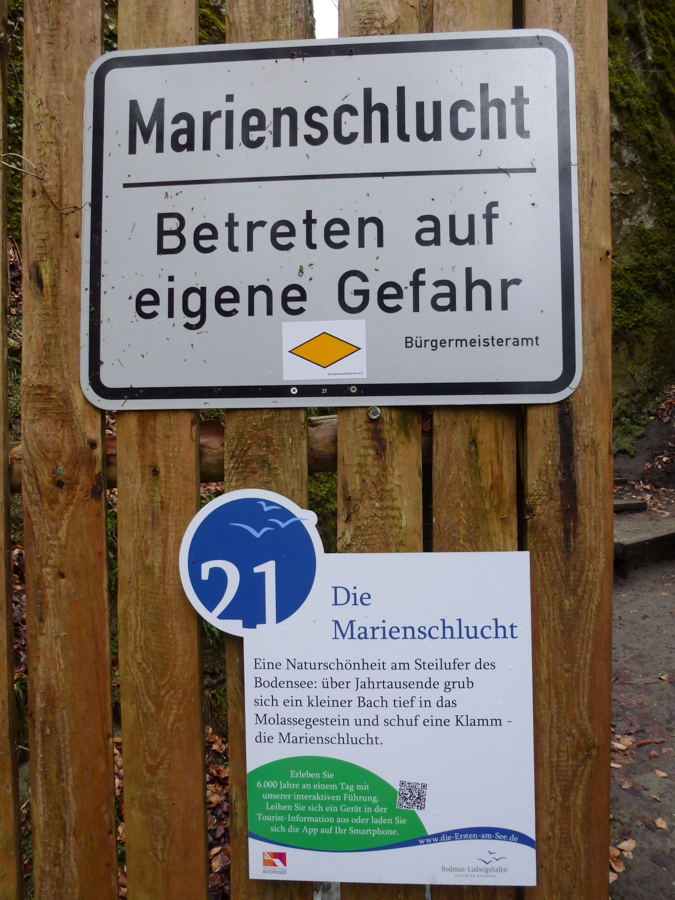 Marienschlucht
Betreten auf
eigene Gefahr
Bürgermeisteramt
21
Die
Marienschlucht
Eine Naturschönheit am Steilufer des
Bodensee: über Jahrtausende grub
sich ein kleiner Bach tief in das
Molassegestein und schuf eine Klamm -
die Marienschlucht.
Erleben Sie
6.000 Jahre an einem Tag mit
unserer interaktiven Führung.
Leihen Sie sich ein Gerät in der
Tourist-Information aus oder laden Sie
sich die App auf Ihr Smartphone.
www.die-Ersten-am-See.de
BODENSEE
Bodman-Ludwigshafen